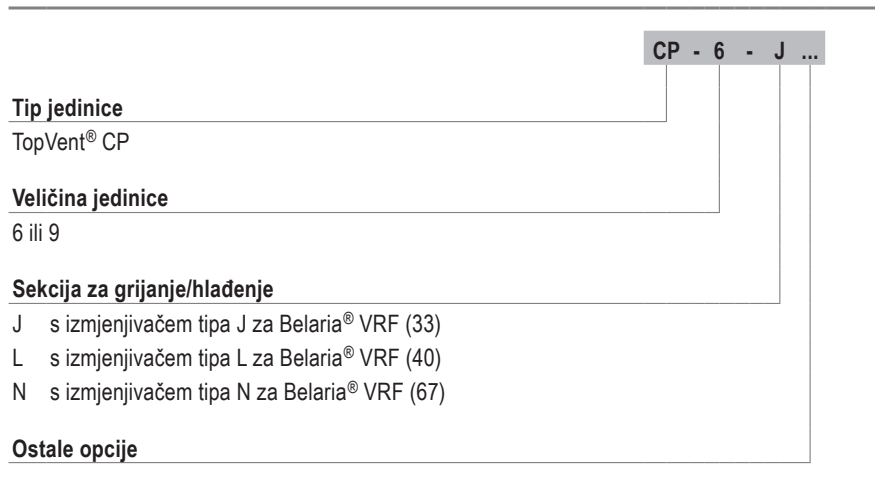 CP - 6 - J ...
Tip jedinice
TopVent® CP
Veličina jedinice
6 ili 9
Sekcija za grijanje/hlađenje
J s izmjenjivačem tipa J za Belaria® VRF (33)
L s izmjenjivačem tipa L za Belaria® VRF (40)
N s izmjenjivačem tipa N za Belaria® VRF (67)
Ostale opcije